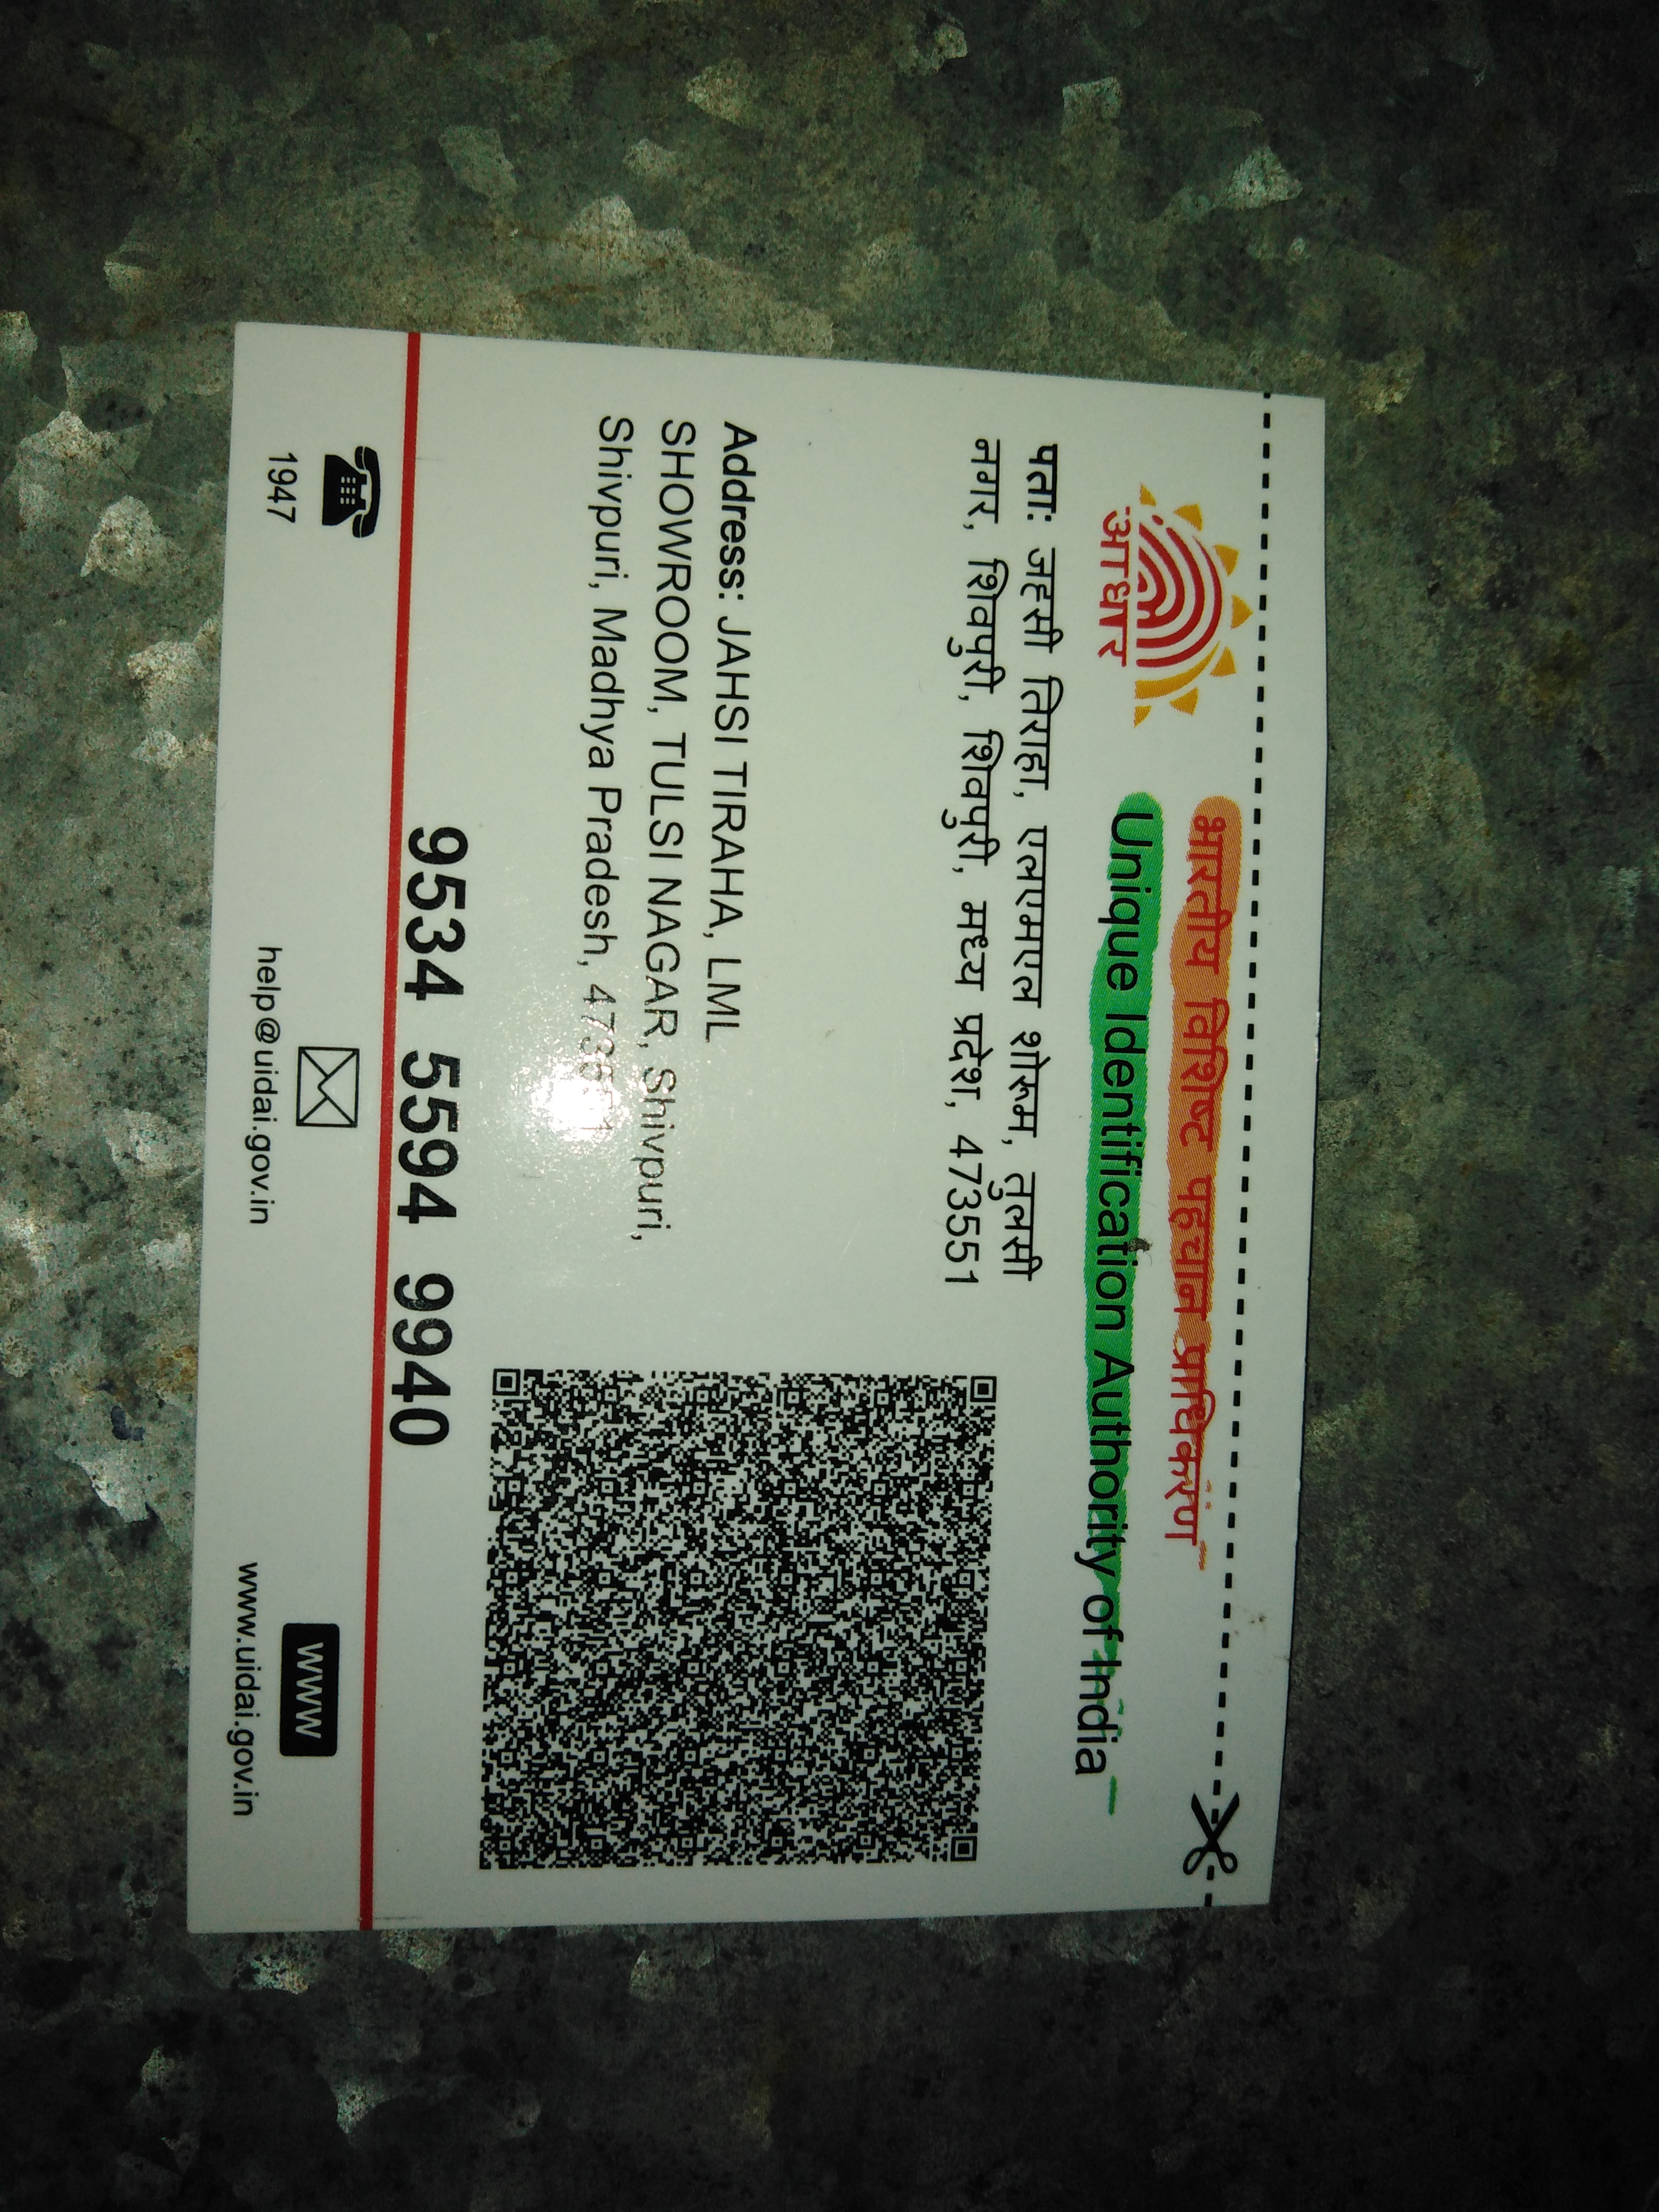 आधार
भारतीय विशिष्ट पहचान प्राधिकरण
Unique Identification Authority of India
पता: जहसी तिराहा, एलएमएल शोरूम, तुलसी
नगर, शिवपुरी, शिवपुरी, मध्य प्रदेश, 473551
Address: JAHSI TIRAHA, LML
SHOWROOM, TULSI NAGAR, Shivpuri,
Shivpuri, Madhya Pradesh, 473551
9534 5594 9940
1947
help@uidai.gov.in
WWW
www.uidai.gov.in